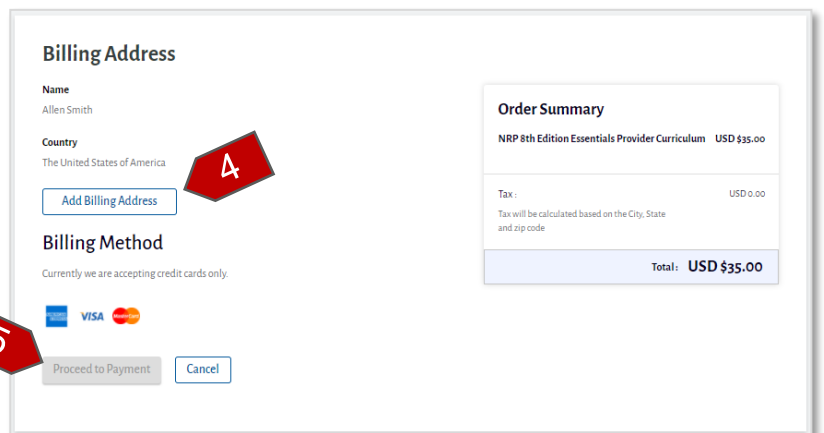 Billing Address
Name
Allen Smith
Country
The United States of America
4
Add Billing Address
Billing Method
Currently we are accepting credit cards only.
VISA MasterCard
5
Proceed to Payment Cancel
Order Summary
NRP 8th Edition Essentials Provider Curriculum USD $35.00
Tax : USD 0.00
Tax will be calculated based on the City, State
and zip code
Total : USD $35.00